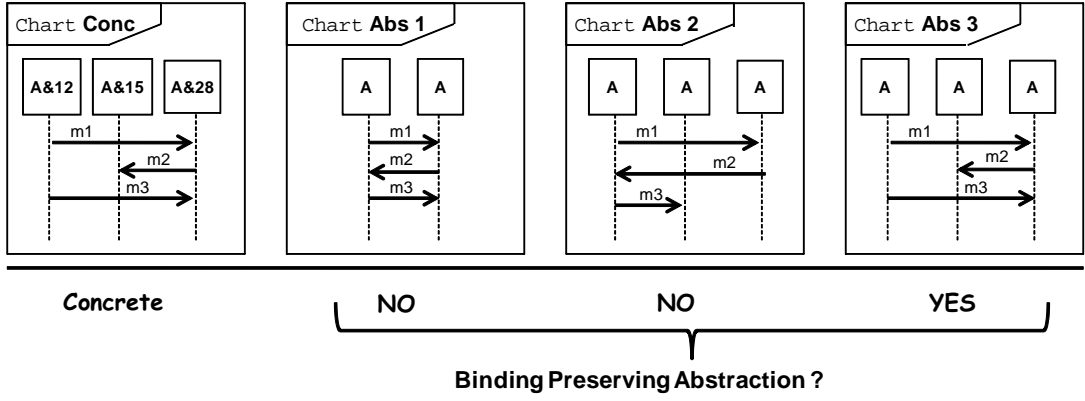 Chart Conc
A&12 A&15 A&28
m1
m2
m3
Chart Abs 1
A A
m1
m2
m3
Chart Abs 2
A A A
m1
m2
m3
Chart Abs 3
A A A
m1
m2
m3
Concrete NO NO YES
Binding Preserving Abstraction ?